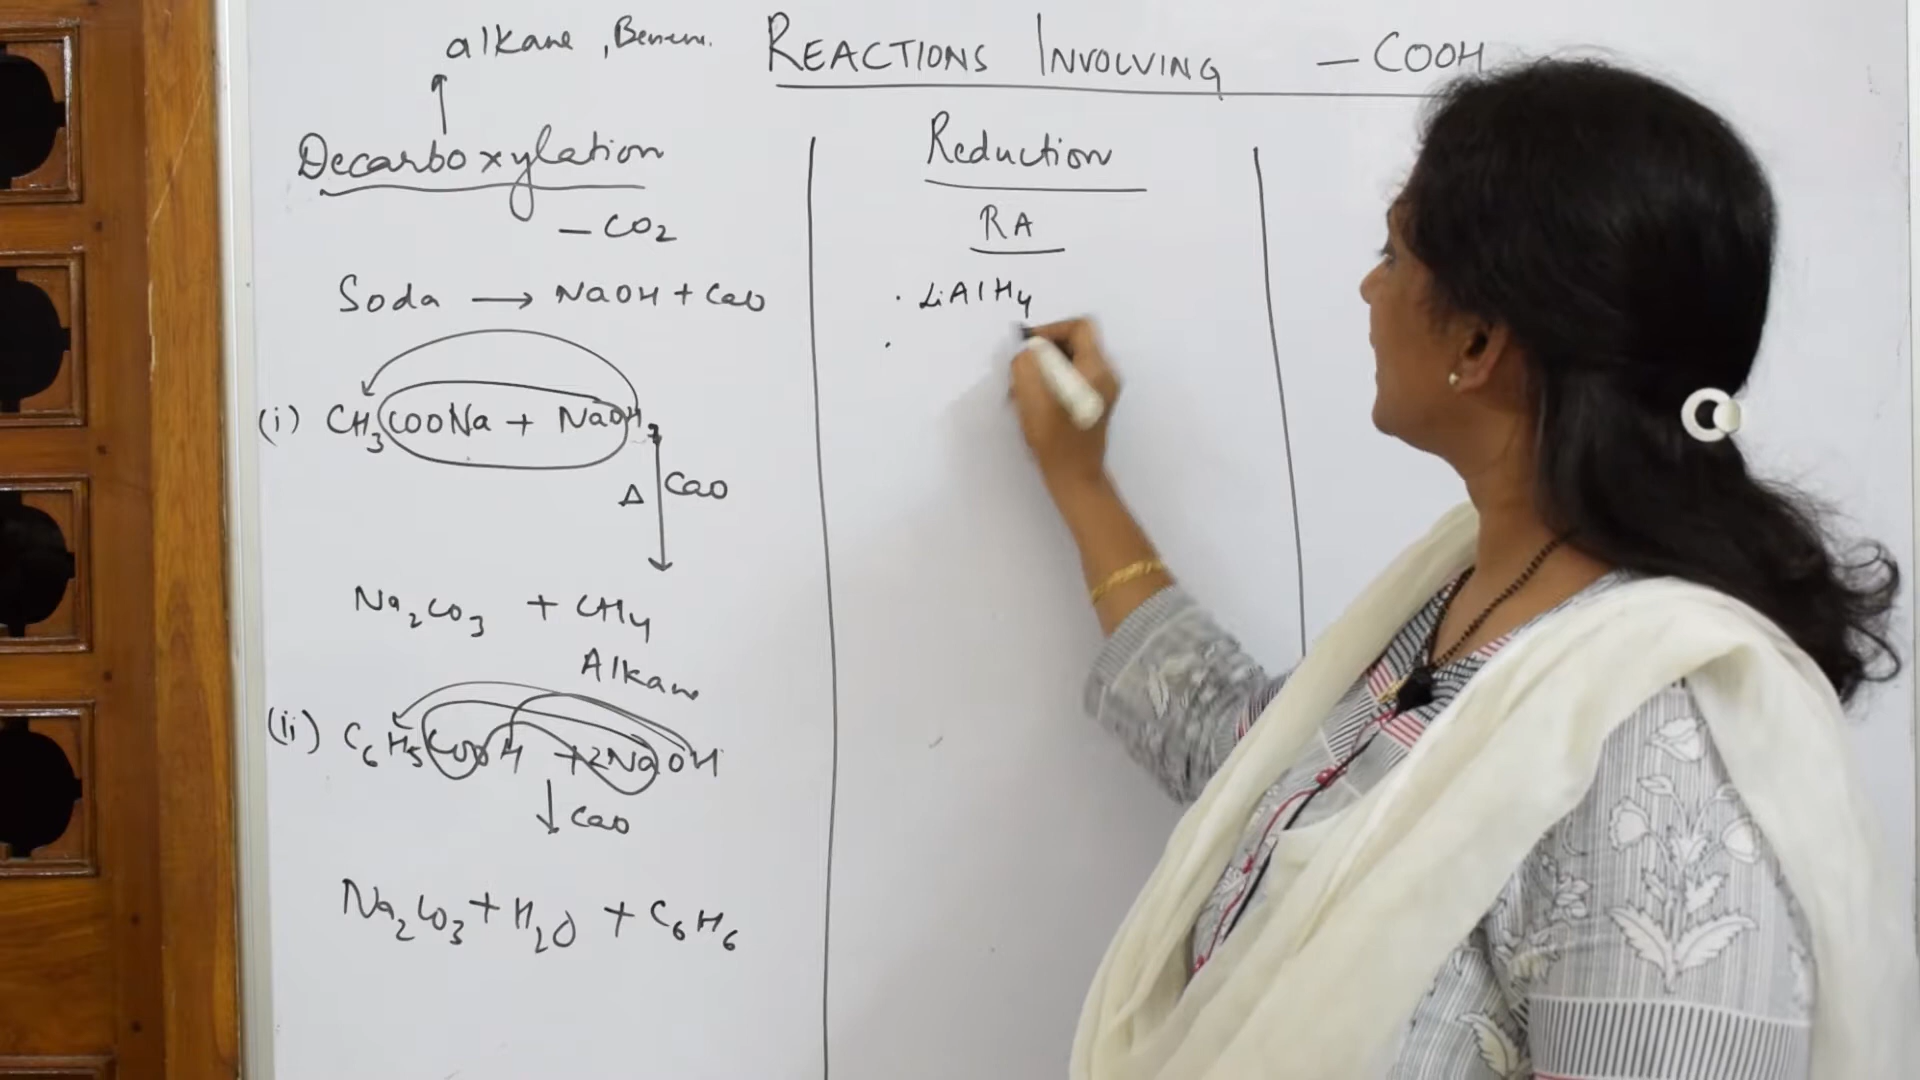 alkane, Benzene.
REACTIONS INVOLVING – COOH
Decarboxylation
– CO2
Soda → NaOH + CaO
(i) CH3COONa + NaOH
Δ CaO
Na2CO3 + CH4
Alkane
(ii) C6H5COOH + 2NaOH
↓ CaO
Na2CO3 + H2O + C6H6
Reduction
RA
· LiAlH4
·